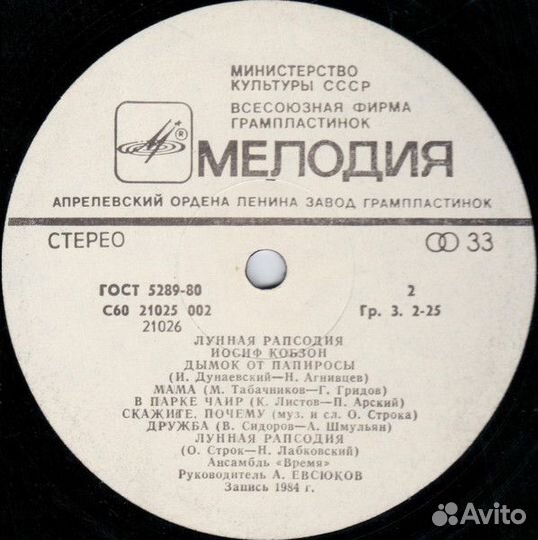 МИНИСТЕРСТВО
КУЛЬТУРЫ СССР
ВСЕСОЮЗНАЯ ФИРМА
ГРАМПЛАСТИНОК
®
МЕЛОДИЯ
АПРЕЛЕВСКИЙ ОРДЕНА ЛЕНИНА ЗАВОД ГРАМПЛАСТИНОК
СТЕРЕО 33
ГОСТ 5289-80 2
С60 21025 002 Гр. 3. 2-25
21026
ЛУННАЯ РАПСОДИЯ
ИОСИФ КОБЗОН
ДЫМОК ОТ ПАПИРОСЫ
(И. Дунаевский—Н. Агнивцев)
МАМА (М. Табачников—Г. Гридов)
В ПАРКЕ ЧАИР (К. Листов—П. Арский)
СКАЖИТЕ, ПОЧЕМУ (муз. и сл. О. Строка)
ДРУЖБА (В. Сидоров—А. Шмульян)
ЛУННАЯ РАПСОДИЯ
(О. Строк—Н. Лабковский)
Ансамбль «Время»
Руководитель А. ЕВСЮКОВ
Запись 1984 г.
Avito